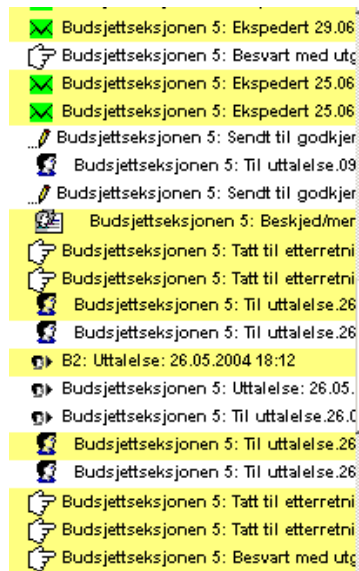 Budsjettseksjonen 5: Ekspedert 29.06
Budsjettseksjonen 5: Besvart med utg
Budsjettseksjonen 5: Ekspedert 25.06
Budsjettseksjonen 5: Ekspedert 25.06
Budsjettseksjonen 5: Sendt til godkjer
Budsjettseksjonen 5: Til uttalelse.09
Budsjettseksjonen 5: Sendt til godkjer
Budsjettseksjonen 5: Beskjed/mer
Budsjettseksjonen 5: Tatt til etterretni
Budsjettseksjonen 5: Tatt til etterretni
Budsjettseksjonen 5: Til uttalelse.26
Budsjettseksjonen 5: Til uttalelse.26
B2: Uttalelse: 26.05.2004 18:12
Budsjettseksjonen 5: Uttalelse: 26.05.
Budsjettseksjonen 5: Til uttalelse.26.0
Budsjettseksjonen 5: Til uttalelse.26
Budsjettseksjonen 5: Til uttalelse.26
Budsjettseksjonen 5: Tatt til etterretni
Budsjettseksjonen 5: Tatt til etterretni
Budsjettseksjonen 5: Besvart med utg